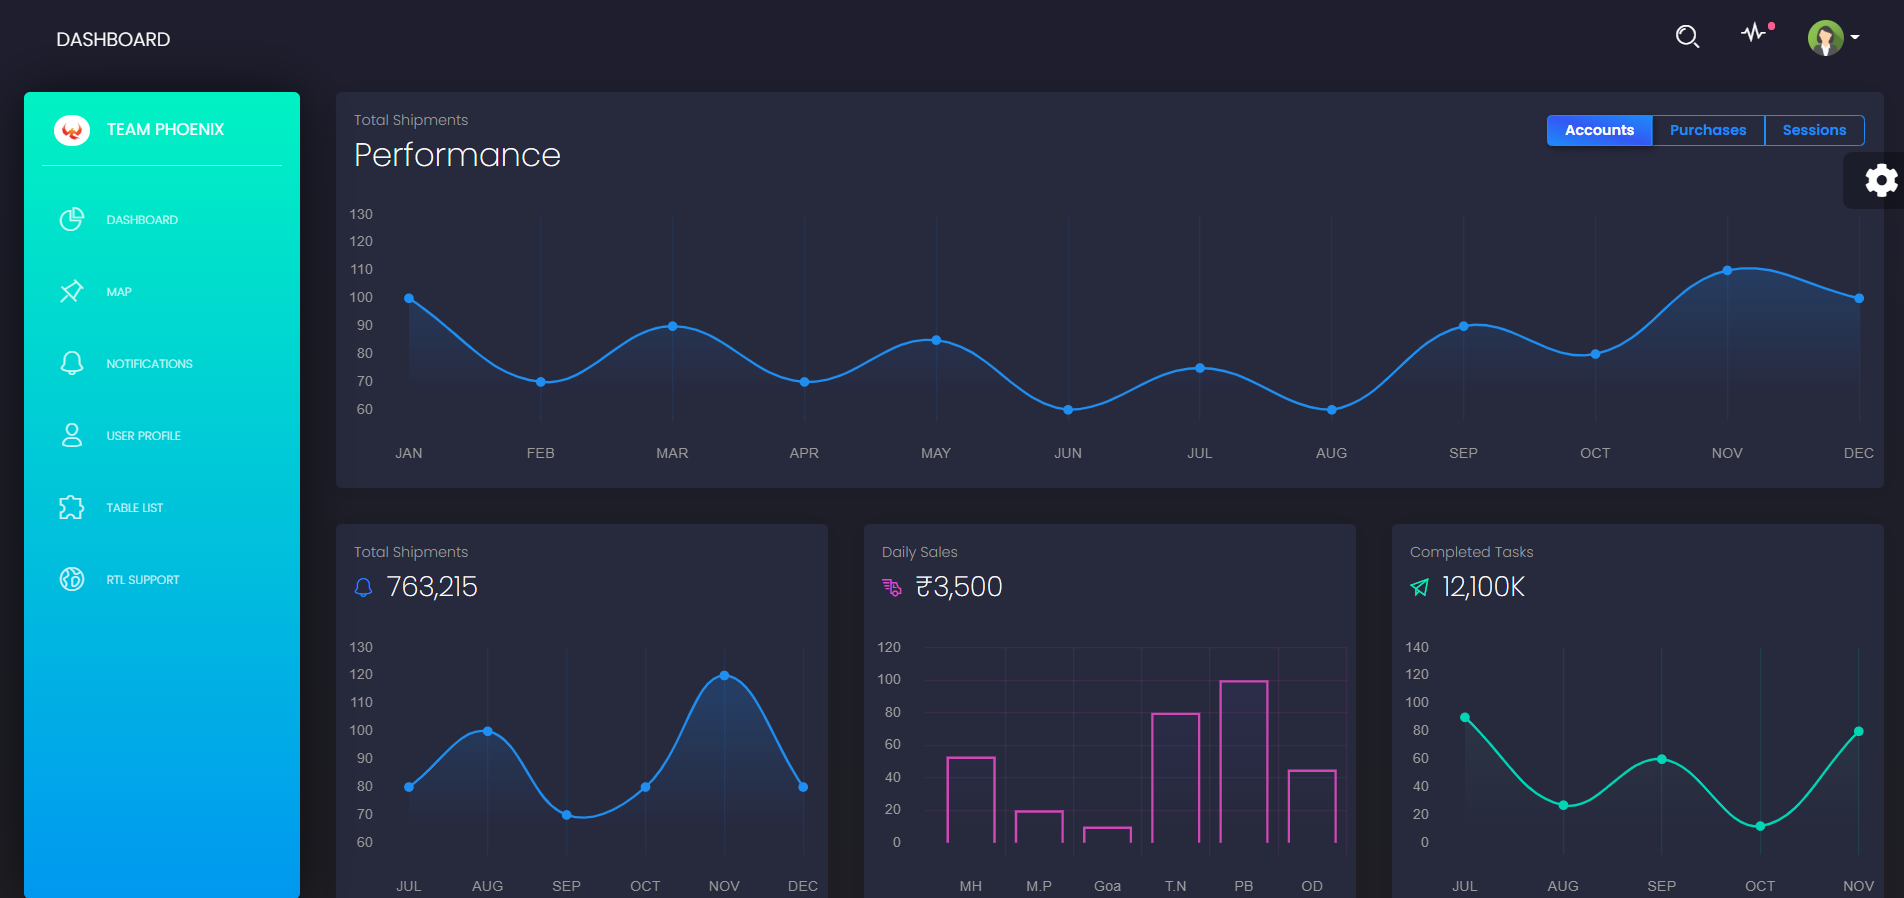 DASHBOARD
TEAM PHOENIX
DASHBOARD
MAP
NOTIFICATIONS
USER PROFILE
TABLE LIST
RTL SUPPORT
Total Shipments
Performance
Accounts Purchases Sessions
130
120
110
100
90
80
70
60
JAN FEB MAR APR MAY JUN JUL AUG SEP OCT NOV DEC
Total Shipments
763,215
130
120
110
100
90
80
70
60
JUL AUG SEP OCT NOV DEC
Daily Sales
₹3,500
120
100
80
60
40
20
0
MH M.P Goa T.N PB OD
Completed Tasks
12,100K
140
120
100
80
60
40
20
0
JUL AUG SEP OCT NOV